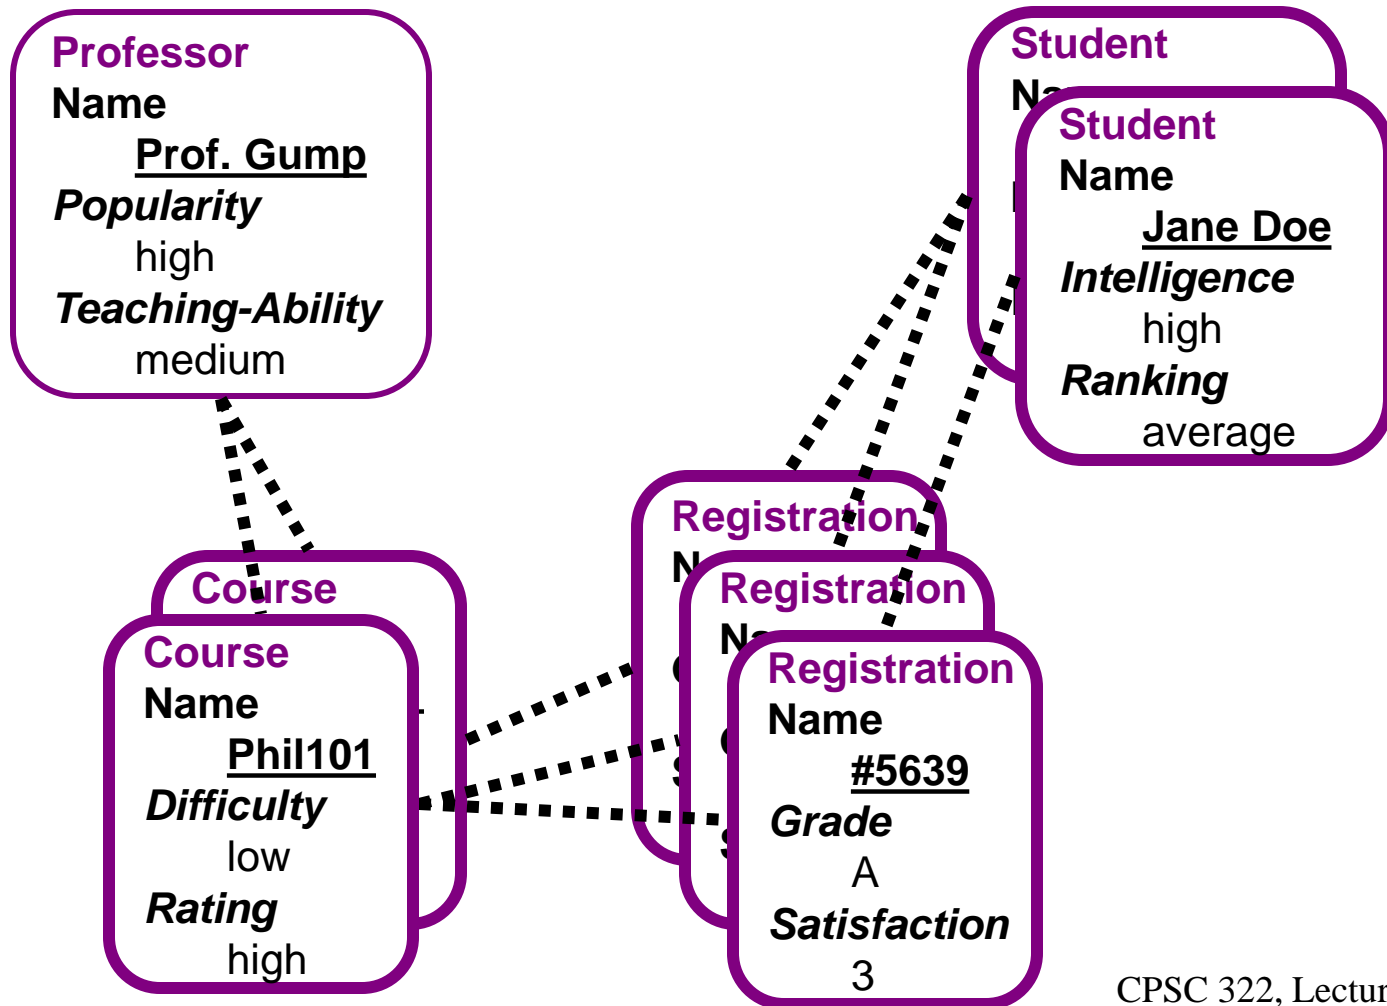 Professor
Name
Prof. Gump
Popularity
high
Teaching-Ability
medium
Student
Student
Name
Jane Doe
Intelligence
high
Ranking
average
Course
Course
Name
Phil101
Difficulty
low
Rating
high
Registration
Registration
Registration
Name
#5639
Grade
A
Satisfaction
3
CPSC 322,